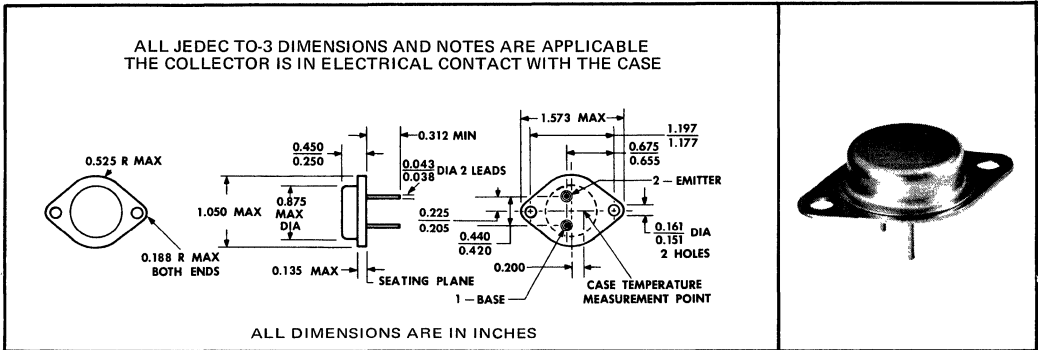 ALL JEDEC TO-3 DIMENSIONS AND NOTES ARE APPLICABLE
THE COLLECTOR IS IN ELECTRICAL CONTACT WITH THE CASE
0.525 R MAX
0.188 R MAX
BOTH ENDS
0.450
0.250
0.312 MIN
0.043
0.038
DIA 2 LEADS
1.050 MAX
0.875
MAX
DIA
0.135 MAX
SEATING PLANE
1.573 MAX
1.197
1.177
0.675
0.655
2 – EMITTER
0.225
0.205
0.440
0.420
0.161
0.151
DIA
2 HOLES
0.200
1 – BASE
CASE TEMPERATURE
MEASUREMENT POINT
ALL DIMENSIONS ARE IN INCHES